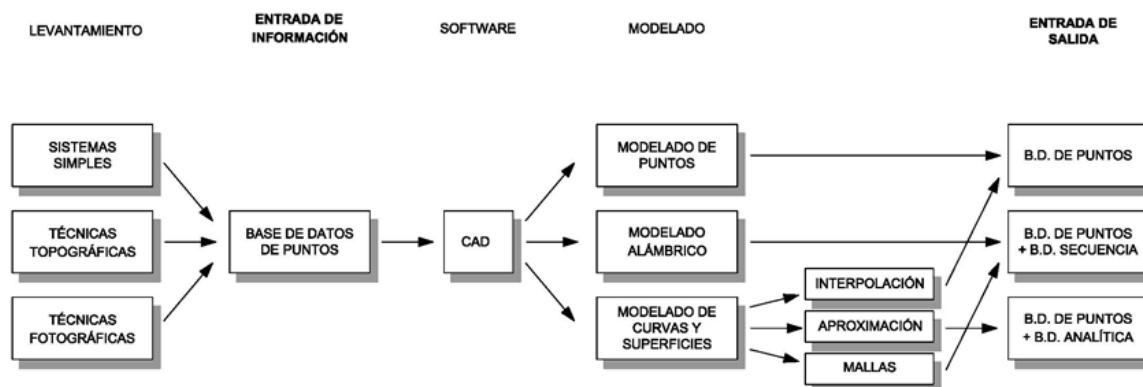 LEVANTAMIENTO
ENTRADA DE
INFORMACIÓN
SOFTWARE
MODELADO
ENTRADA DE
SALIDA
SISTEMAS
SIMPLES
TÉCNICAS
TOPOGRÁFICAS
TÉCNICAS
FOTOGRÁFICAS
BASE DE DATOS
DE PUNTOS
CAD
MODELADO DE
PUNTOS
MODELADO
ALÁMBRICO
MODELADO DE
CURVAS Y
SUPERFICIES
INTERPOLACIÓN
APROXIMACIÓN
MALLAS
B.D. DE PUNTOS
B.D. DE PUNTOS
+ B.D. SECUENCIA
B.D. DE PUNTOS
+ B.D. ANALÍTICA